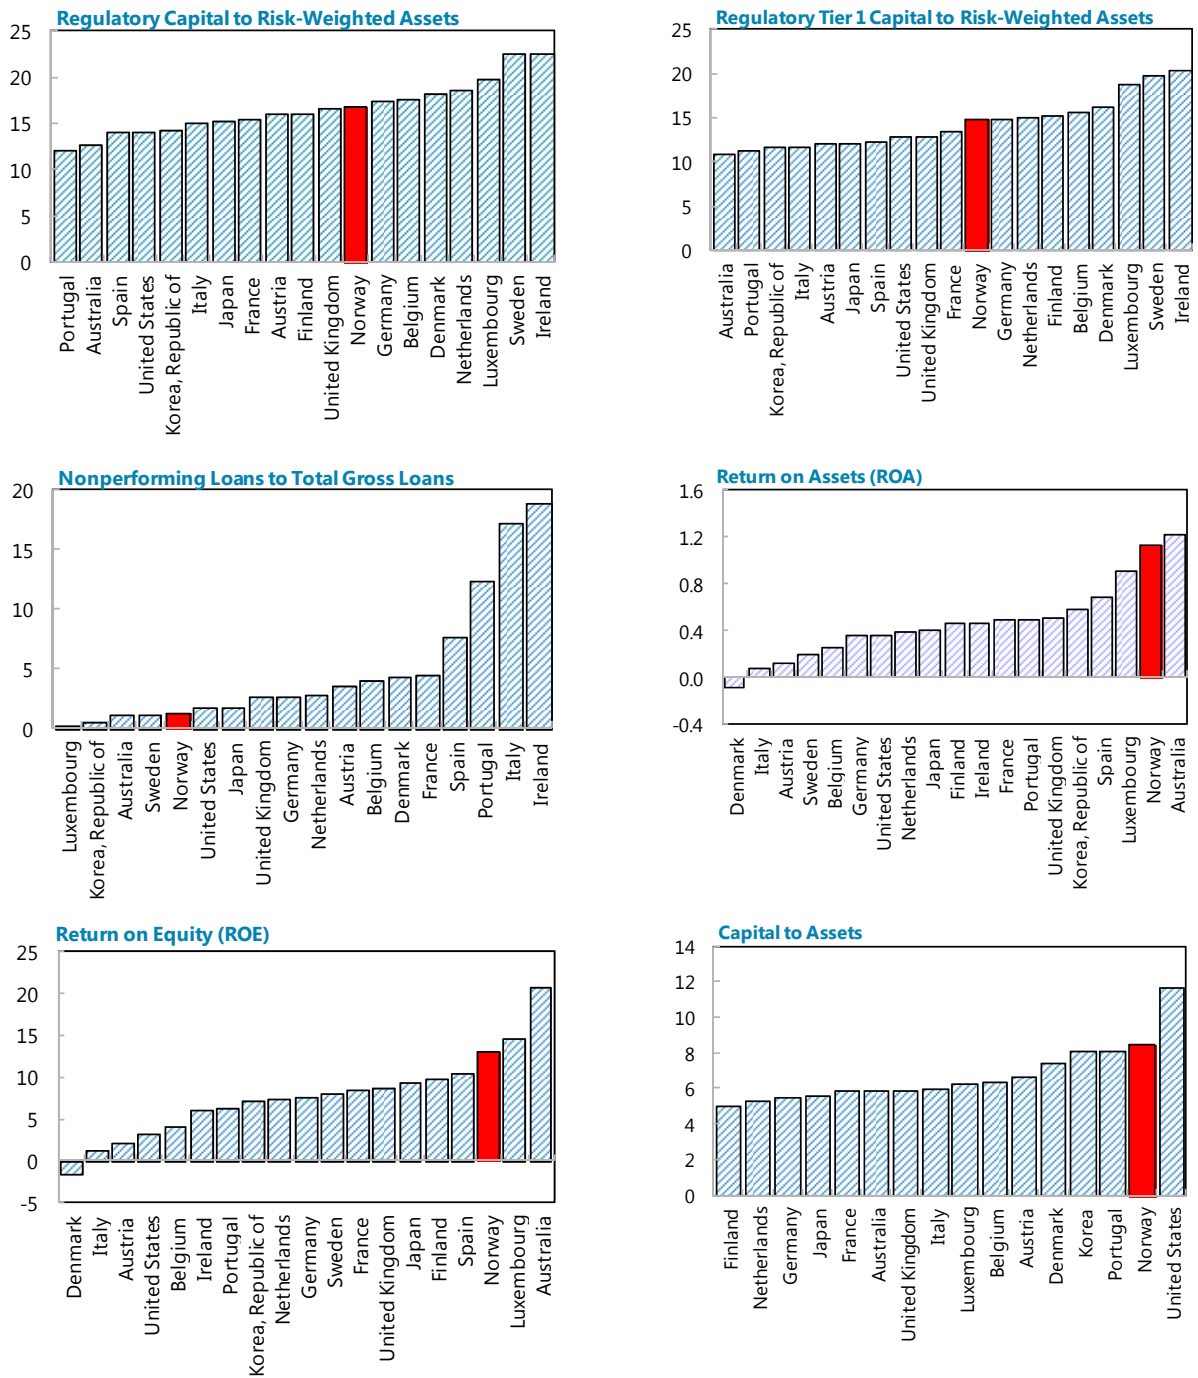 Regulatory Capital to Risk-Weighted Assets
25
20
15
10
5
0
Portugal
Australia
Spain
United States
Korea, Republic of
Italy
Japan
France
Austria
Finland
United Kingdom
Norway
Germany
Belgium
Denmark
Netherlands
Luxembourg
Sweden
Ireland
Regulatory Tier 1 Capital to Risk-Weighted Assets
25
20
15
10
5
0
Australia
Portugal
Korea, Republic of
Italy
Austria
Japan
Spain
United States
United Kingdom
France
Norway
Germany
Netherlands
Finland
Belgium
Denmark
Luxembourg
Sweden
Ireland
Nonperforming Loans to Total Gross Loans
20
15
10
5
0
Luxembourg
Korea, Republic of
Australia
Sweden
Norway
United States
Japan
United Kingdom
Germany
Netherlands
Austria
Belgium
Denmark
France
Spain
Portugal
Italy
Ireland
Return on Assets (ROA)
1.6
1.2
0.8
0.4
0.0
-0.4
Denmark
Italy
Austria
Sweden
Belgium
Germany
United States
Netherlands
Japan
Finland
Ireland
France
Portugal
United Kingdom
Korea, Republic of
Spain
Luxembourg
Norway
Australia
Return on Equity (ROE)
25
20
15
10
5
0
-5
Denmark
Italy
Austria
United States
Belgium
Ireland
Portugal
Korea, Republic of
Netherlands
Germany
Sweden
France
United Kingdom
Japan
Finland
Spain
Norway
Luxembourg
Australia
Capital to Assets
14
12
10
8
6
4
2
0
Finland
Netherlands
Germany
Japan
France
Australia
United Kingdom
Italy
Luxembourg
Belgium
Austria
Denmark
Korea
Portugal
Norway
United States